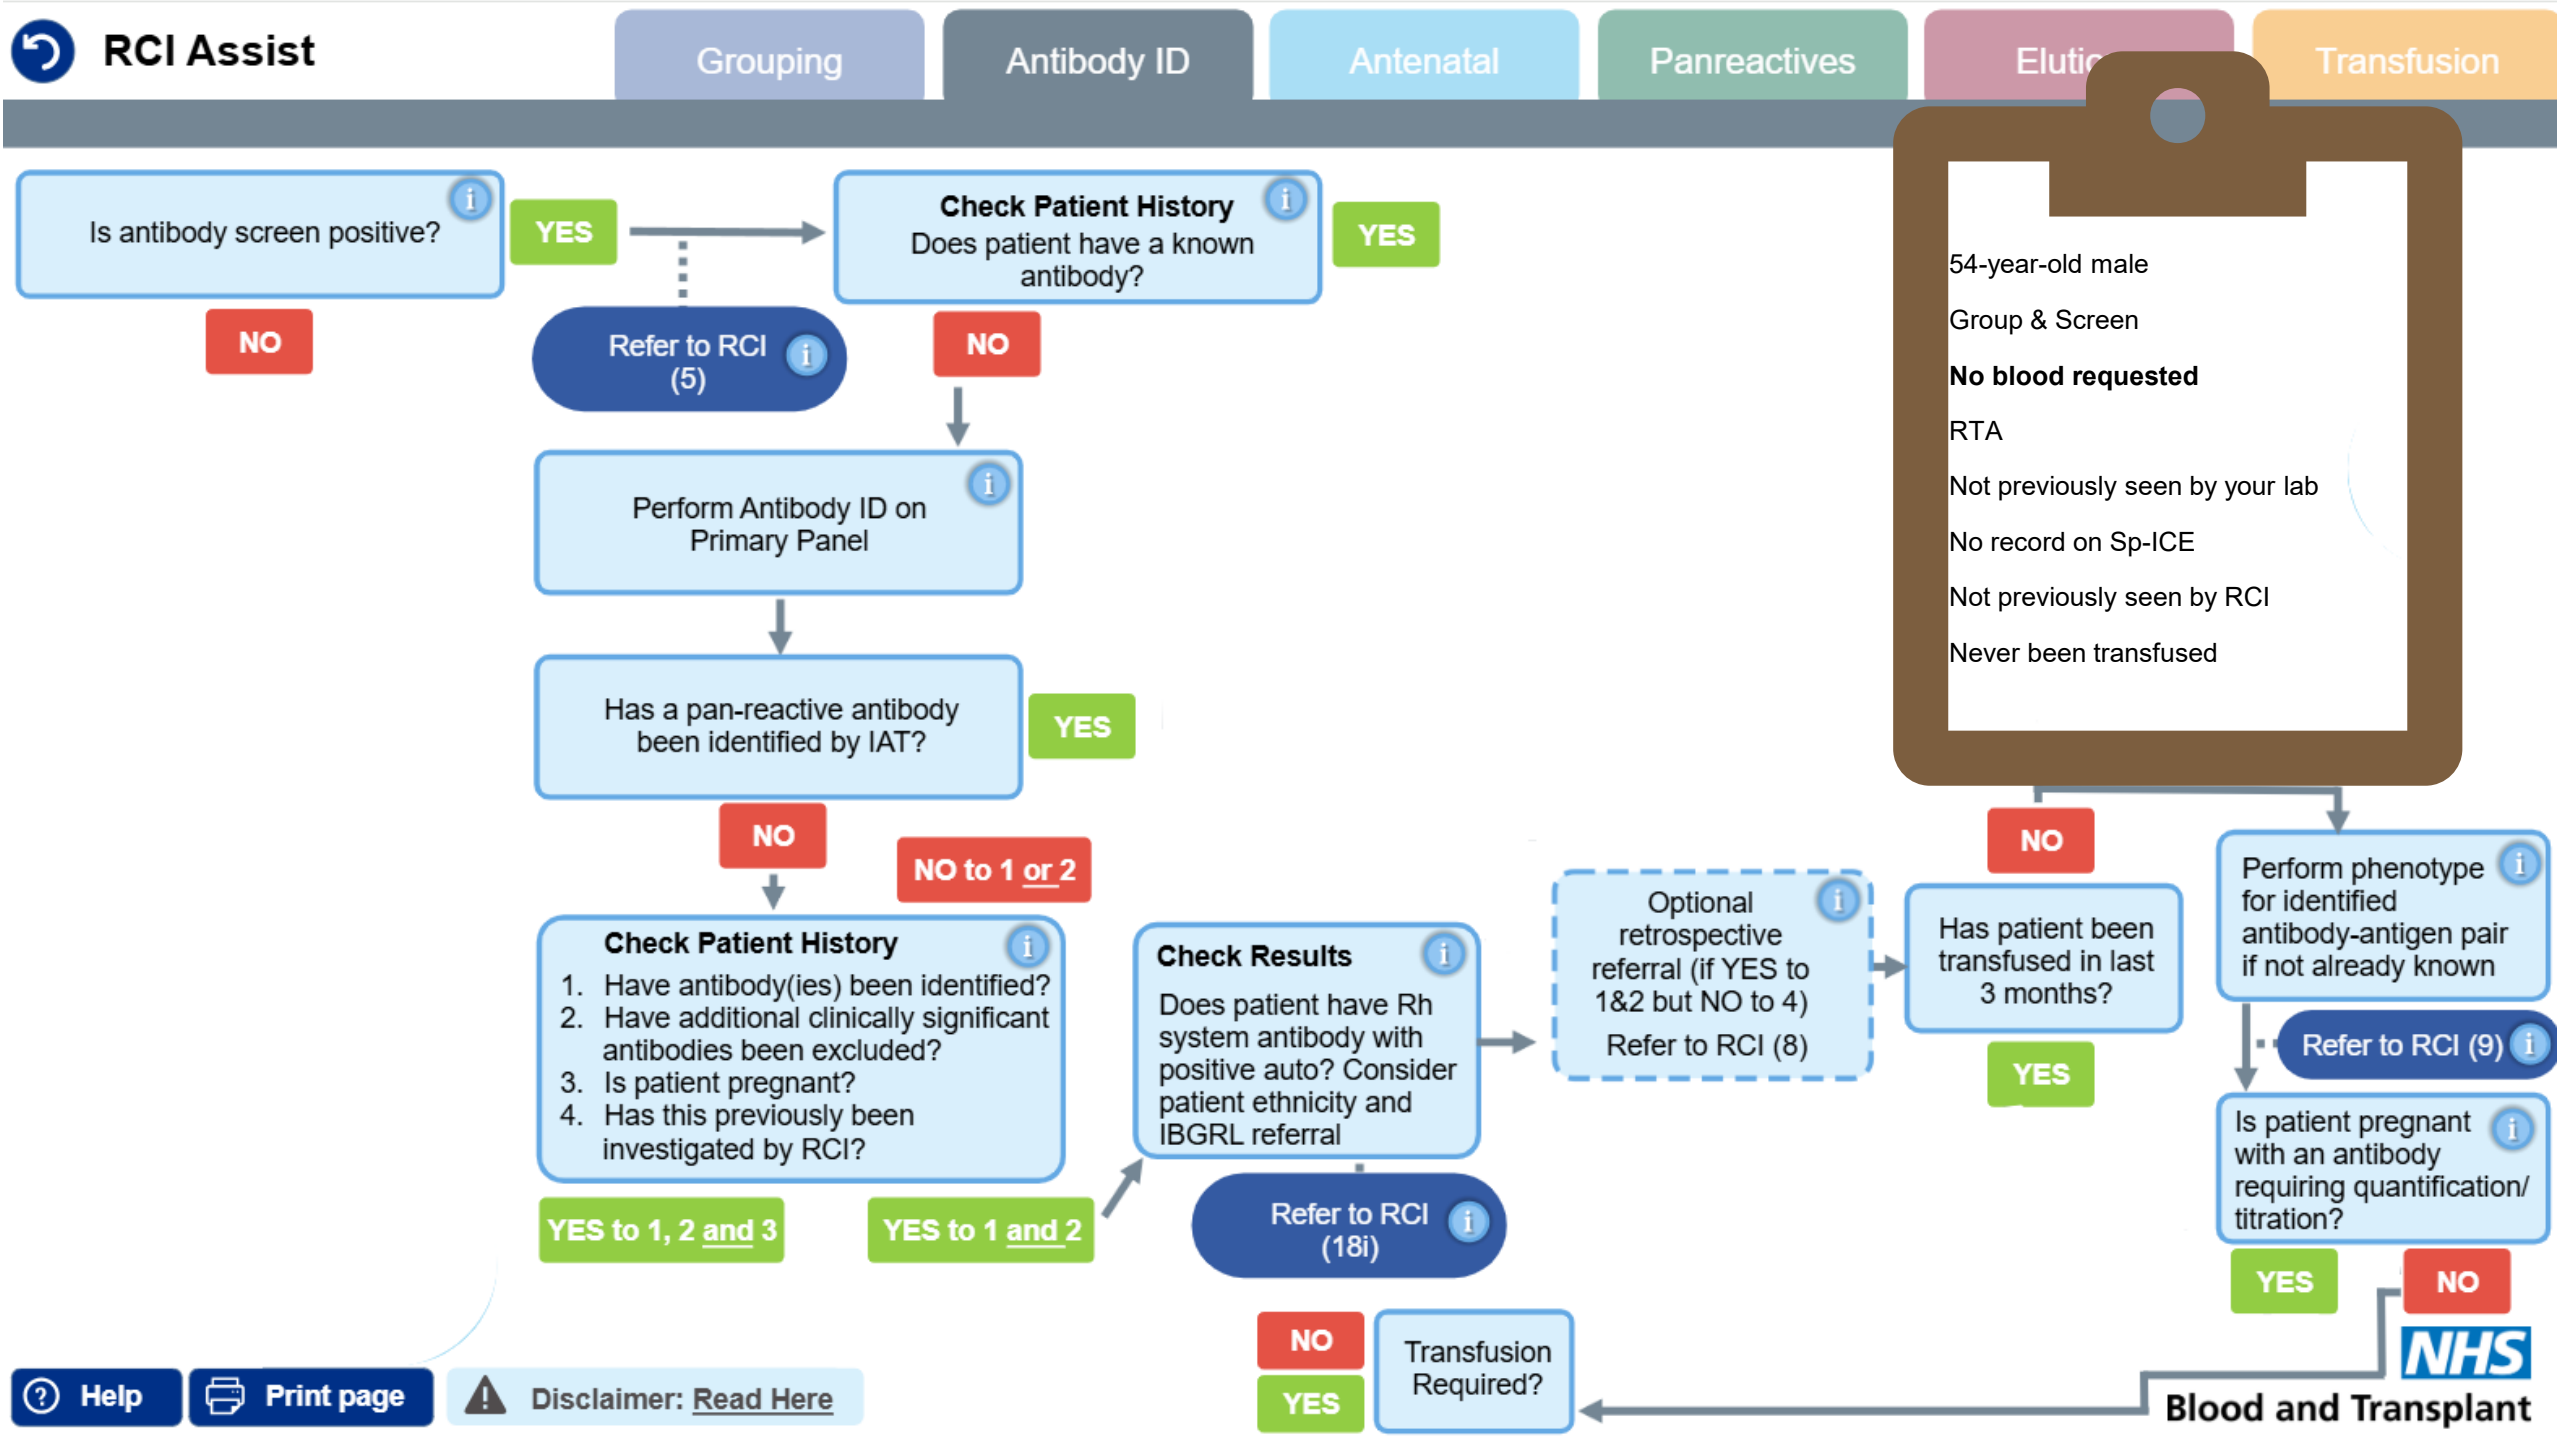 RCI Assist
Grouping
Antibody ID
Antenatal
Panreactives
Transfusion
Is antibody screen positive?
YES
NO
Refer to RCI
(5)
Check Patient History
Does patient have a known
antibody?
YES
NO
Perform Antibody ID on
Primary Panel
Has a pan-reactive antibody
been identified by IAT?
YES
NO
NO to 1 or 2
Check Patient History
1. Have antibody(ies) been identified?
2. Have additional clinically significant
antibodies been excluded?
3. Is patient pregnant?
4. Has this previously been
investigated by RCI?
YES to 1, 2 and 3
YES to 1 and 2
Check Results
Does patient have Rh
system antibody with
positive auto? Consider
patient ethnicity and
IBGRL referral
Refer to RCI
(18i)
Optional
retrospective
referral (if YES to
1&2 but NO to 4)
Refer to RCI (8)
54-year-old male
Group & Screen
No blood requested
RTA
Not previously seen by your lab
No record on Sp-ICE
Not previously seen by RCI
Never been transfused
NO
Has patient been
transfused in last
3 months?
YES
Perform phenotype
for identified
antibody-antigen pair
if not already known
Refer to RCI (9)
Is patient pregnant
with an antibody
requiring quantification/
titration?
YES
NO
Transfusion
Required?
NO
YES
Help
Print page
Disclaimer: Read Here
NHS
Blood and Transplant